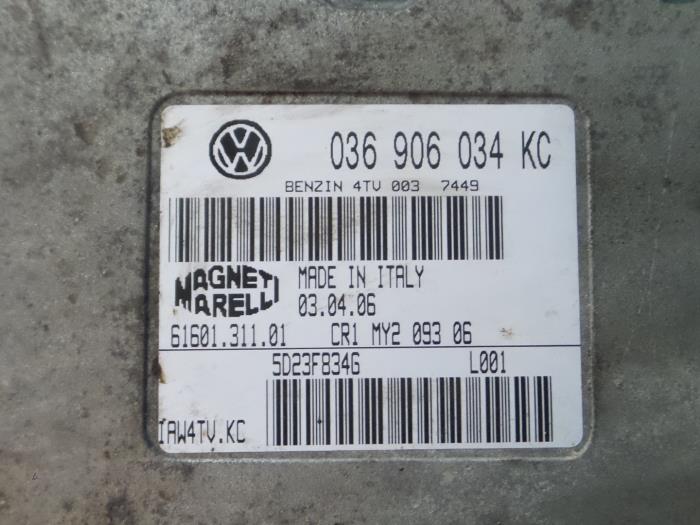 036 906 034 KC
BENZIN 4TV 003 7449
MAGNETI MARELLI
MADE IN ITALY
03.04.06
61601.311.01 CR1 MY2 093 06
5D23F834G L001
IAW4TV.KC